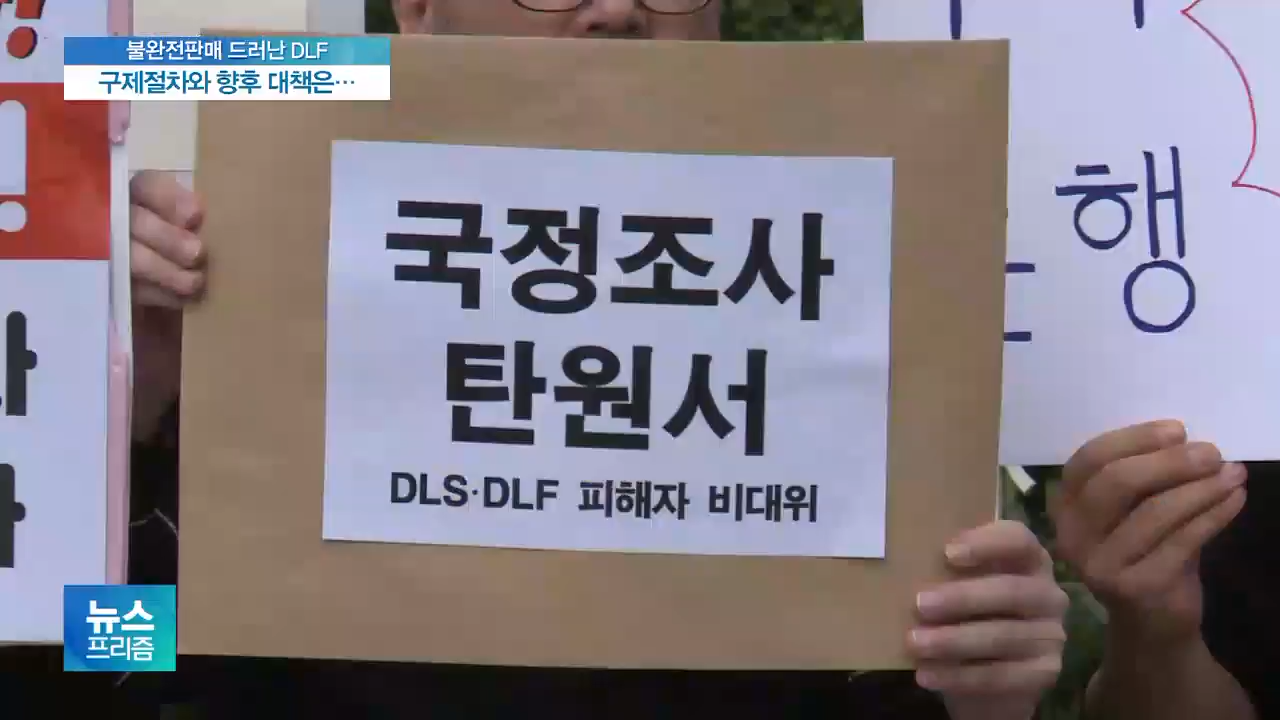 불완전판매 드러난 DLF
구제절차와 향후 대책은…
국정조사
탄원서
DLS·DLF 피해자 비대위
행
뉴스
프리즘